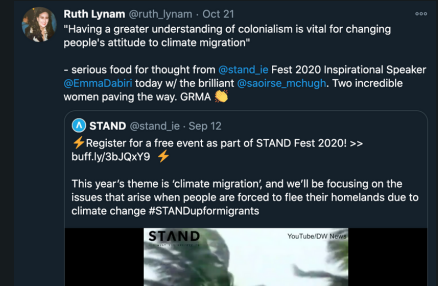 Ruth Lynam @ruth_lynam · Oct 21
"Having a greater understanding of colonialism is vital for changing
people's attitude to climate migration"
- serious food for thought from @stand_ie Fest 2020 Inspirational Speaker
@EmmaDabiri today w/ the brilliant @saoirse_mchugh. Two incredible
women paving the way. GRMA 👏
STAND @stand_ie · Sep 12
⚡Register for a free event as part of STAND Fest 2020! >>
buff.ly/3bJQxY9 ⚡
This year's theme is 'climate migration', and we'll be focusing on the
issues that arise when people are forced to flee their homelands due to
climate change #STANDupformigrants
STAND
YouTube/DW News